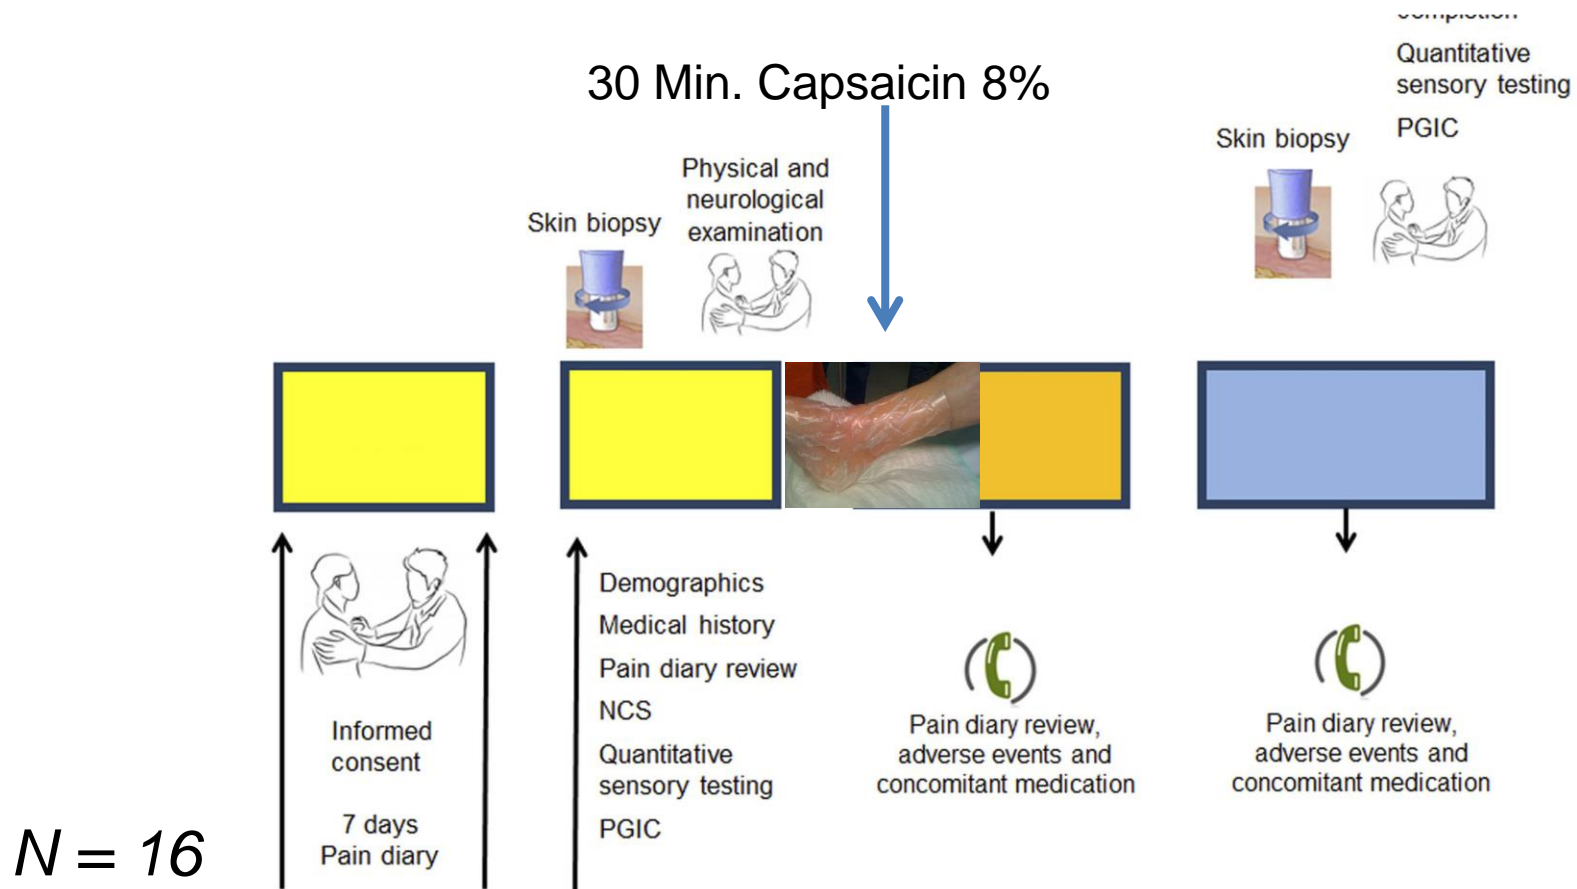 30 Min. Capsaicin 8%
Quantitative
sensory testing
PGIC
Skin biopsy
Physical and
neurological
examination
Skin biopsy
Informed
consent
7 days
Pain diary
Demographics
Medical history
Pain diary review
NCS
Quantitative
sensory testing
PGIC
Pain diary review,
adverse events and
concomitant medication
Pain diary review,
adverse events and
concomitant medication
N = 16